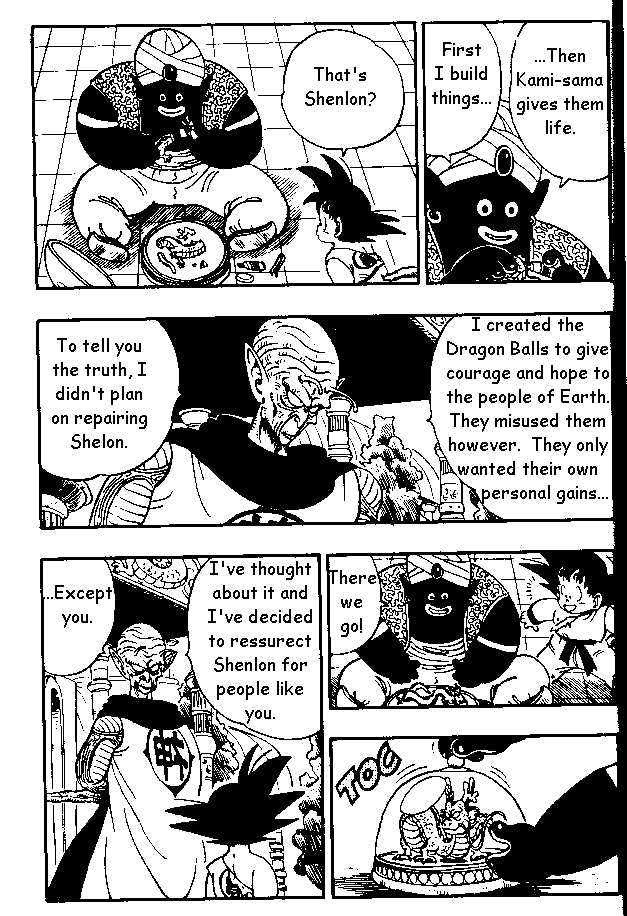 That's
Shenlon?
First
I build
things...
...Then
Kami-sama
gives them
life.
To tell you
the truth, I
didn't plan
on repairing
Shelon.
I created the
Dragon Balls to give
courage and hope to
the people of Earth.
They misused them
however. They only
wanted their own
personal gains...
...Except
you.
I've thought
about it and
I've decided
to ressurect
Shenlon for
people like
you.
There
we
go!
TOC